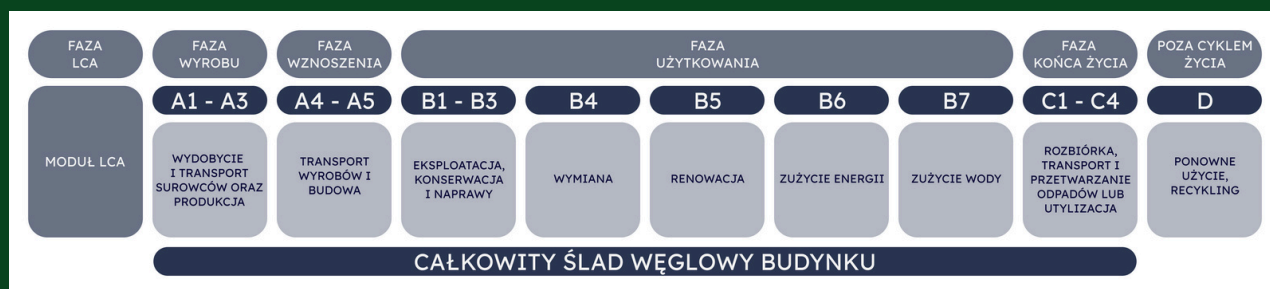 FAZA
LCA
FAZA
WYROBU
FAZA
WZNOSZENIA
FAZA
UŻYTKOWANIA
FAZA
KOŃCA ŻYCIA
POZA CYKLEM
ŻYCIA
MODUŁ LCA
A1 - A3
A4 - A5
B1 - B3
B4
B5
B6
B7
C1 - C4
D
WYDOBYCIE
I TRANSPORT
SUROWCÓW ORAZ
PRODUKCJA
TRANSPORT
WYROBÓW I
BUDOWA
EKSPLOATACJA,
KONSERWACJA
I NAPRAWY
WYMIANA
RENOWACJA
ZUŻYCIE ENERGII
ZUŻYCIE WODY
ROZBIÓRKA,
TRANSPORT I
PRZETWARZANIE
ODPADÓW LUB
UTYLIZACJA
PONOWNE
UŻYCIE,
RECYKLING
CAŁKOWITY ŚLAD WĘGLOWY BUDYNKU